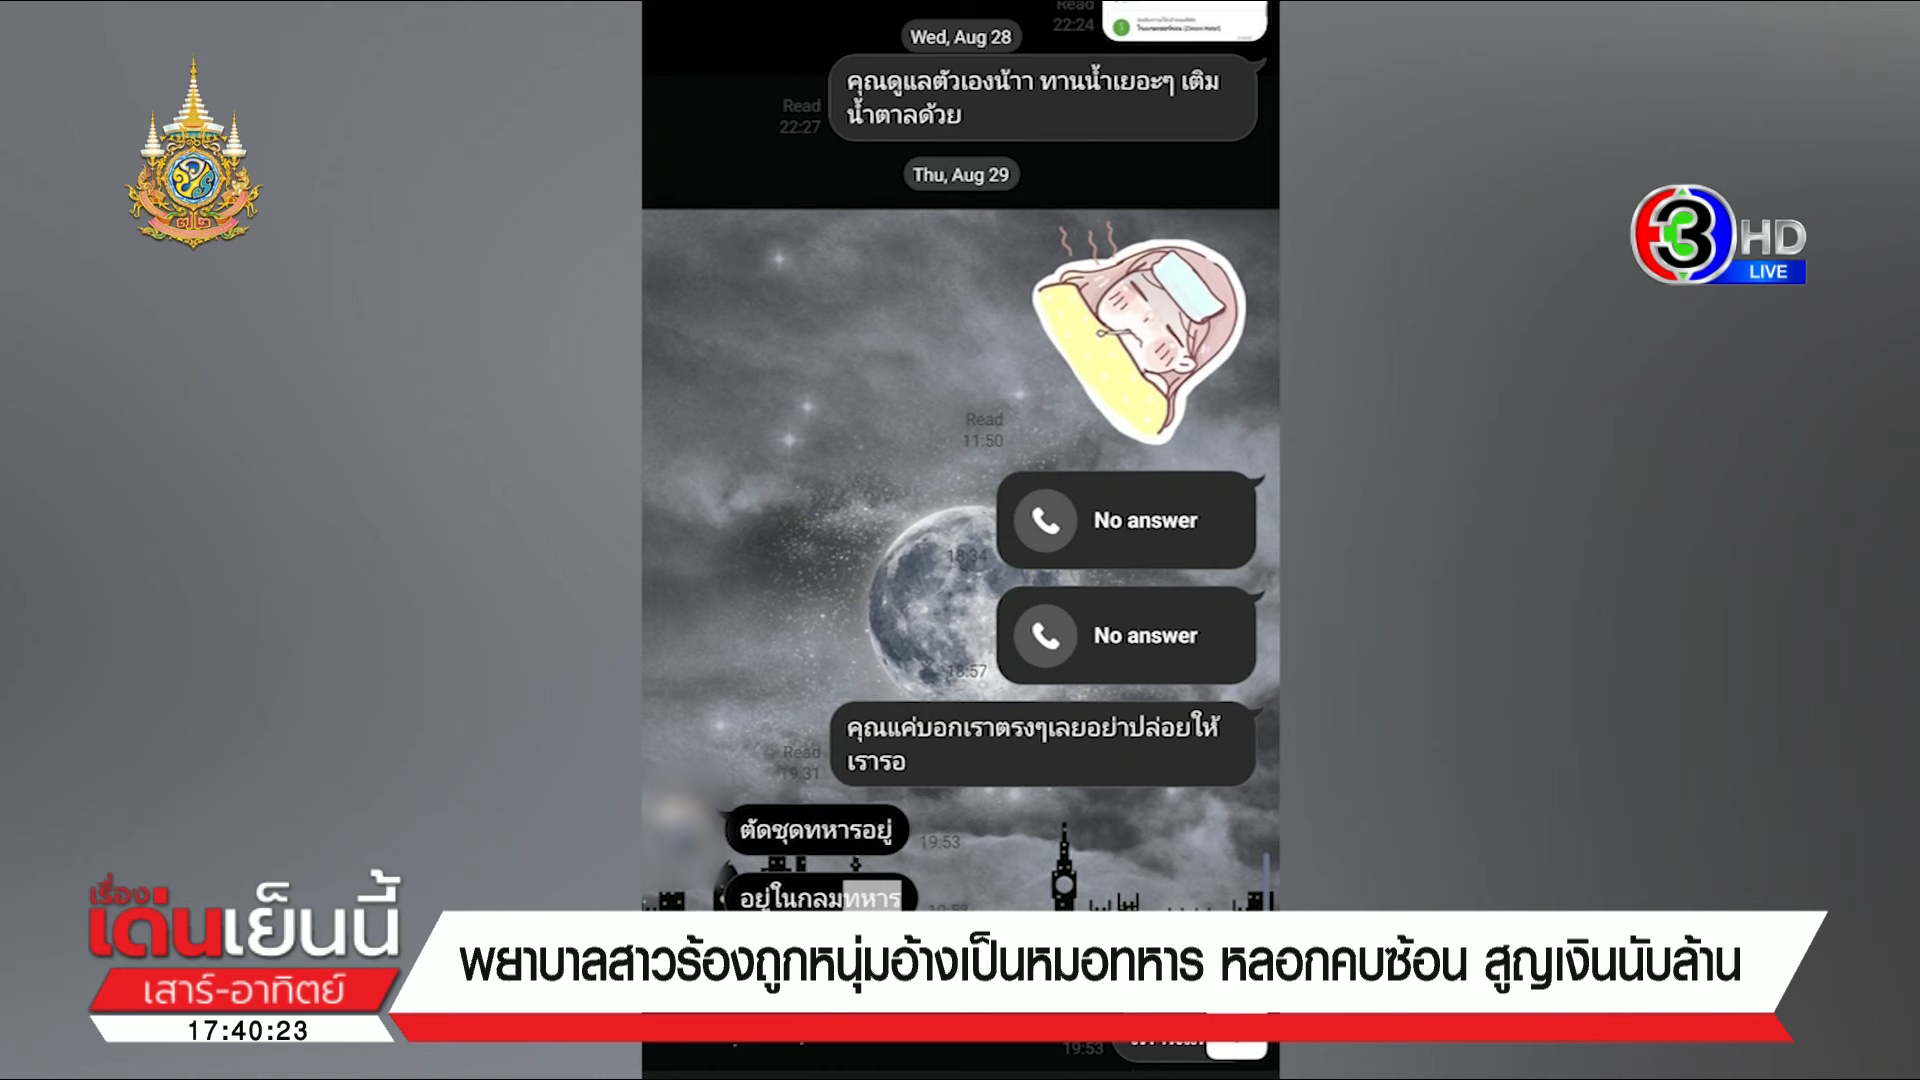 Read
22:24
Wed, Aug 28
คุณดูแลตัวเองน้าา ทานน้ำเยอะๆ เติม
น้ำตาลด้วย
Read
22:27
Thu, Aug 29
๗๒
3 HD
LIVE
Read
11:50
No answer
18:34
No answer
18:57
คุณแค่บอกเราตรงๆเลยอย่าปล่อยให้
เรารอ
Read
19:31
ตัดชุดทหารอยู่
19:53
อยู่ในกลมทหาร
19:53
เรื่อง
เด่นเย็นนี้
เสาร์-อาทิตย์
17:40:23
พยาบาลสาวร้องถูกหนุ่มอ้างเป็นหมอทหาร หลอกคบซ้อน สูญเงินนับล้าน
19:53